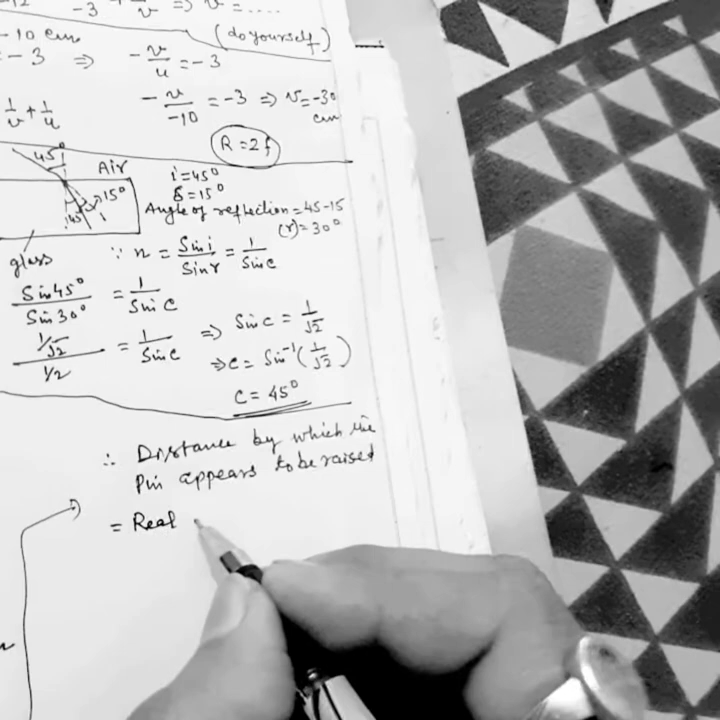 -3 + 1/v => v = ....
-10 cm
(do yourself)
= -3 => -v/u = -3
1/v + 1/u
-v/-10 = -3 => v = -30
cm
R = 2f
45°
Air
i = 45°
δ = 15°
15°
45
i
Angle of reflection = 45-15
(r) = 30°
glass
∵ n = Sin i/Sin r = 1/Sin c
Sin 45°/Sin 30° = 1/Sin c
1/√2 / 1/2 = 1/Sin c => Sin c = 1/√2
=> c = Sin⁻¹(1/√2)
C = 45°
∴ Distance by which the
Pin appears to be raised
= Real